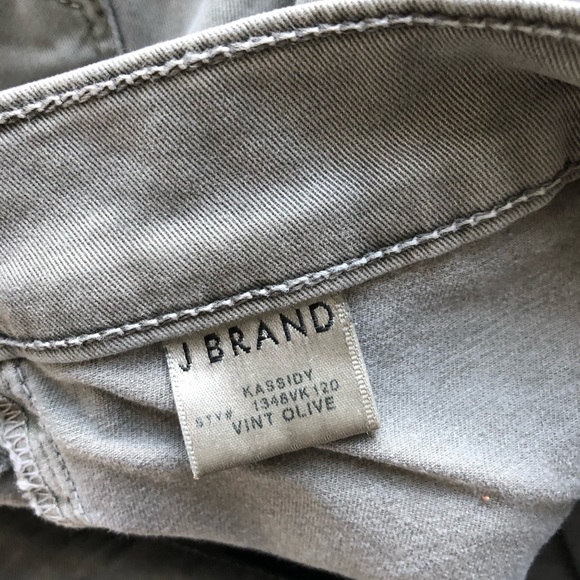 J BRAND
KASSIDY
STY# 1348VK120
VINT OLIVE